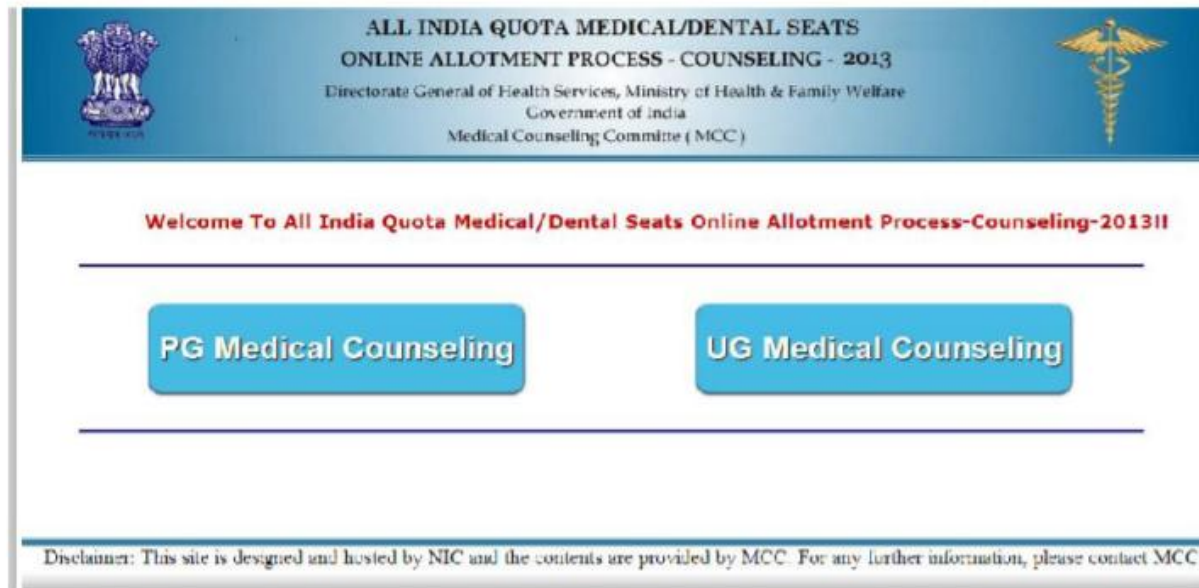 ALL INDIA QUOTA MEDICAL/DENTAL SEATS
ONLINE ALLOTMENT PROCESS - COUNSELING - 2013
Directorate General of Health Services, Ministry of Health & Family Welfare
Government of India
Medical Counseling Committe ( MCC )
Welcome To All India Quota Medical/Dental Seats Online Allotment Process-Counseling-2013!!
PG Medical Counseling
UG Medical Counseling
Disclaimer: This site is designed and hosted by NIC and the contents are provided by MCC. For any further information, please contact MCC